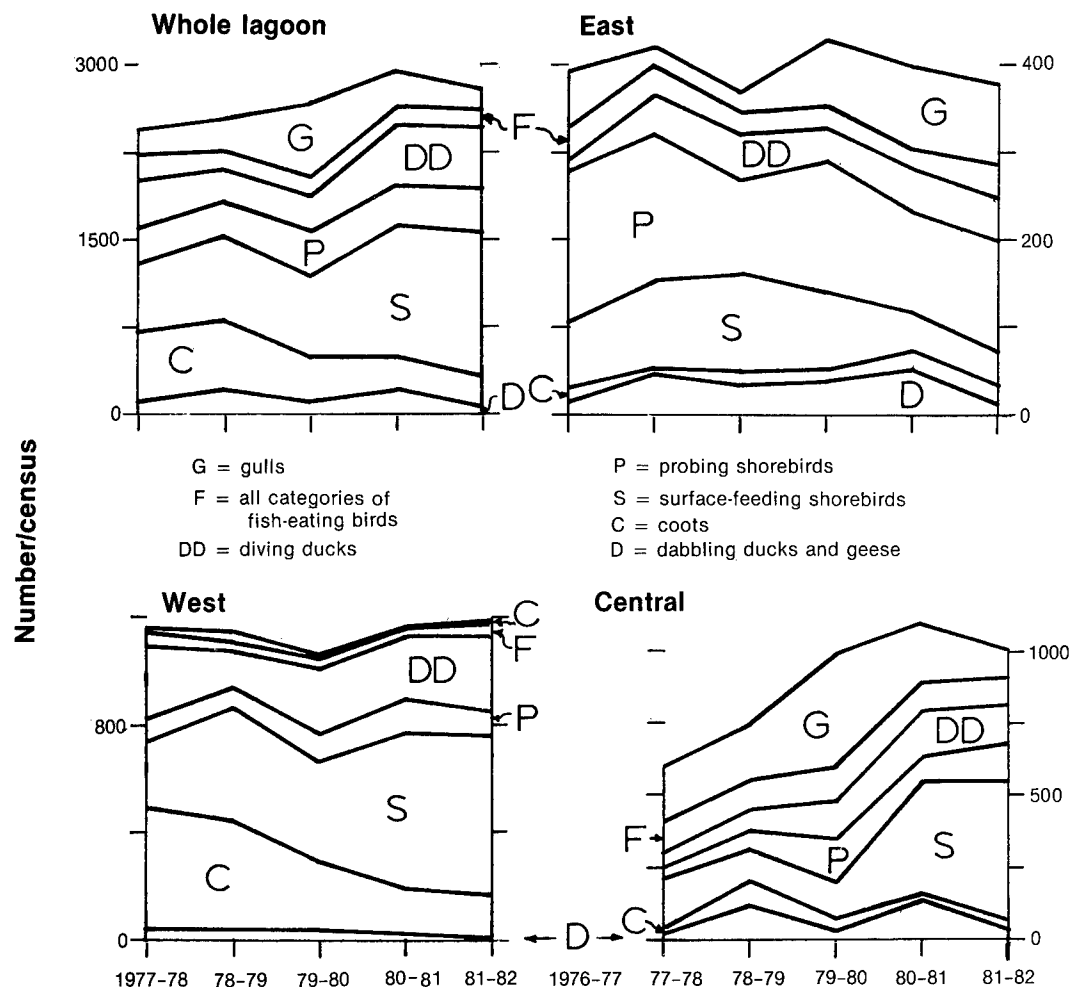 Whole lagoon
East
3000
1500
0
G
F
DD
P
S
C
D
400
200
0
G
DD
P
S
C
D
Number/census
G = gulls
F = all categories of
fish-eating birds
DD = diving ducks
P = probing shorebirds
S = surface-feeding shorebirds
C = coots
D = dabbling ducks and geese
West
Central
800
0
C
F
DD
P
S
C
D
1000
500
0
G
DD
F
P
S
C
1977-78 78-79 79-80 80-81 81-82
1976-77 77-78 78-79 79-80 80-81 81-82